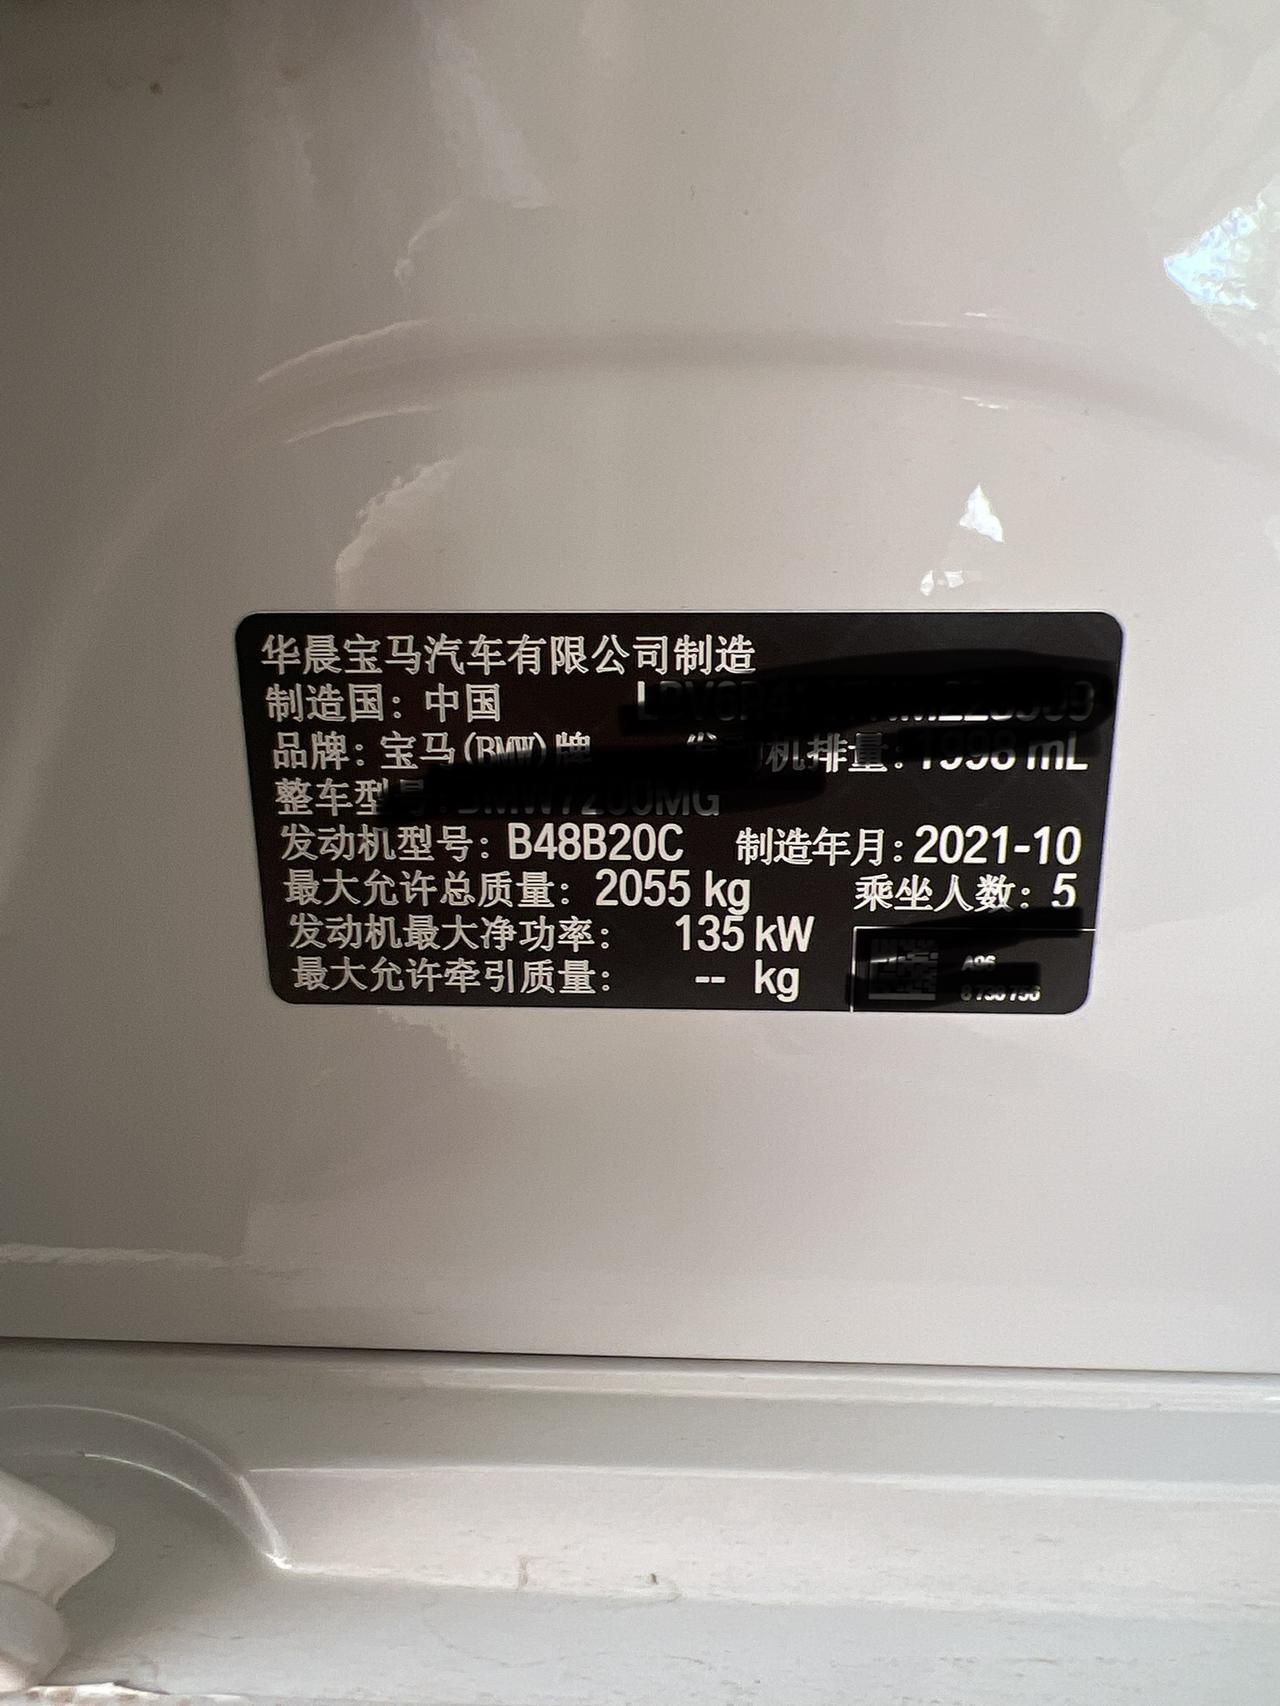 华晨宝马汽车有限公司制造
制造国：中国
品牌：宝马(BMW)牌 机排量：1998 mL
整车型
发动机型号：B48B20C 制造年月：2021-10
最大允许总质量：2055 kg 乘坐人数：5
发动机最大净功率： 135 kW
最大允许牵引质量： -- kg
A96